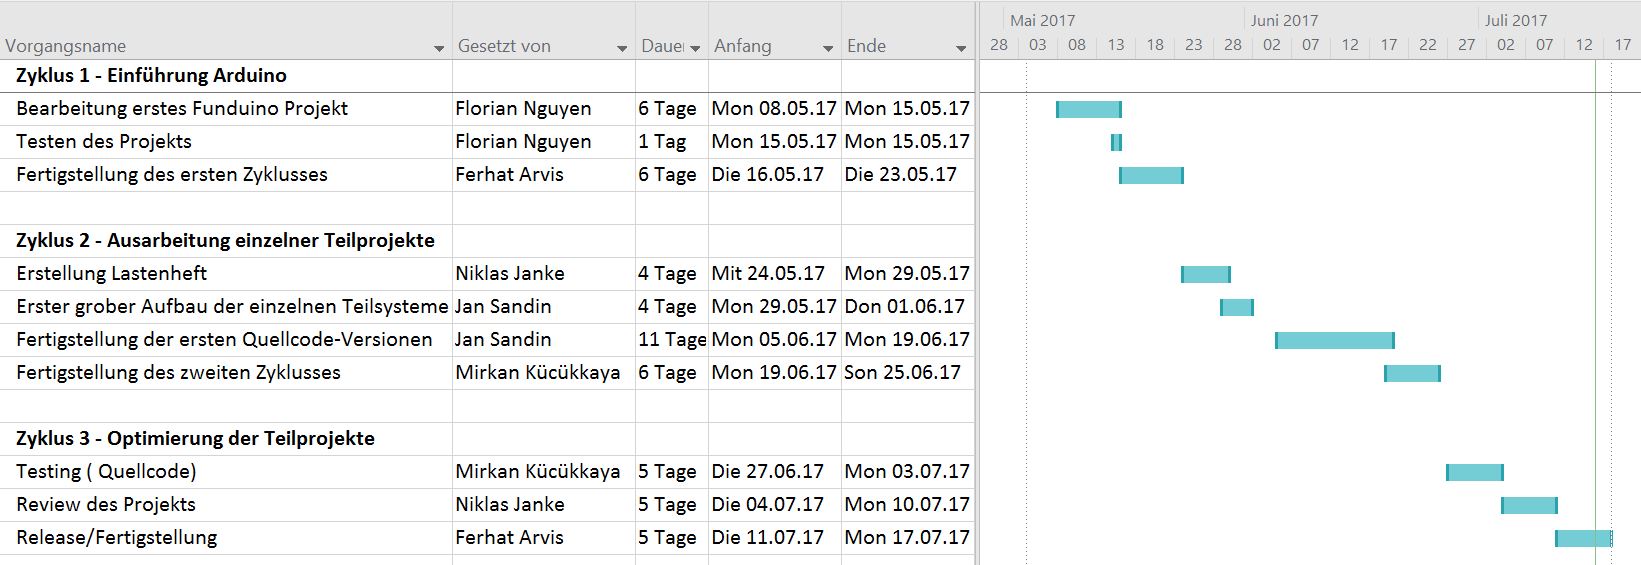 Mai 2017 Juni 2017 Juli 2017
Vorgangsname Gesetzt von Dauer Anfang Ende 28 03 08 13 18 23 28 02 07 12 17 22 27 02 07 12 17
Zyklus 1 - Einführung Arduino
Bearbeitung erstes Funduino Projekt Florian Nguyen 6 Tage Mon 08.05.17 Mon 15.05.17
Testen des Projekts Florian Nguyen 1 Tag Mon 15.05.17 Mon 15.05.17
Fertigstellung des ersten Zyklusses Ferhat Arvis 6 Tage Die 16.05.17 Die 23.05.17
Zyklus 2 - Ausarbeitung einzelner Teilprojekte
Erstellung Lastenheft Niklas Janke 4 Tage Mit 24.05.17 Mon 29.05.17
Erster grober Aufbau der einzelnen Teilsysteme Jan Sandin 4 Tage Mon 29.05.17 Don 01.06.17
Fertigstellung der ersten Quellcode-Versionen Jan Sandin 11 Tage Mon 05.06.17 Mon 19.06.17
Fertigstellung des zweiten Zyklusses Mirkan Kücükkaya 6 Tage Mon 19.06.17 Son 25.06.17
Zyklus 3 - Optimierung der Teilprojekte
Testing ( Quellcode) Mirkan Kücükkaya 5 Tage Die 27.06.17 Mon 03.07.17
Review des Projekts Niklas Janke 5 Tage Die 04.07.17 Mon 10.07.17
Release/Fertigstellung Ferhat Arvis 5 Tage Die 11.07.17 Mon 17.07.17